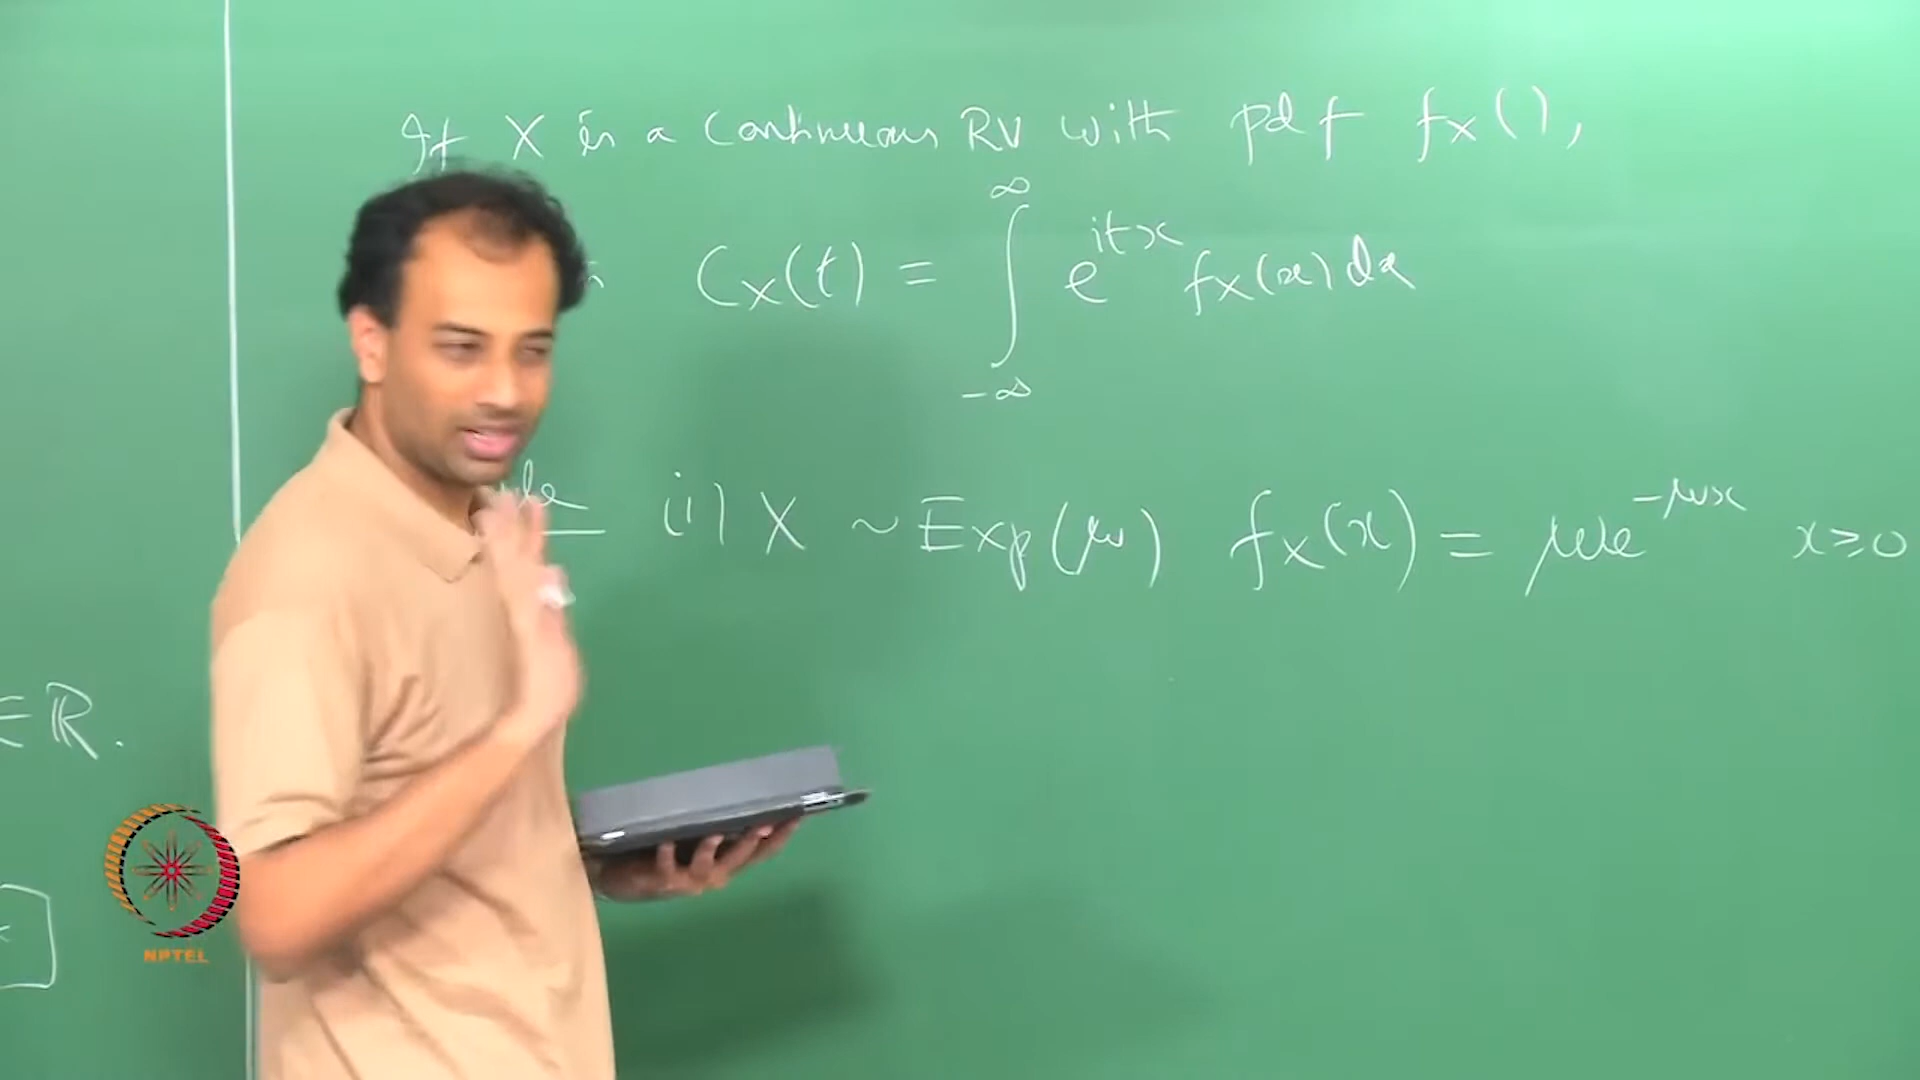 If X is a continuous RV with pdf fx(),
Cx(t) = ∫_{-∞}^{∞} e^{itx} fx(x) dx
(i) X ~ Exp(μ) fx(x) = μe^{-μx} x≥0
∈ ℝ.
NPTEL